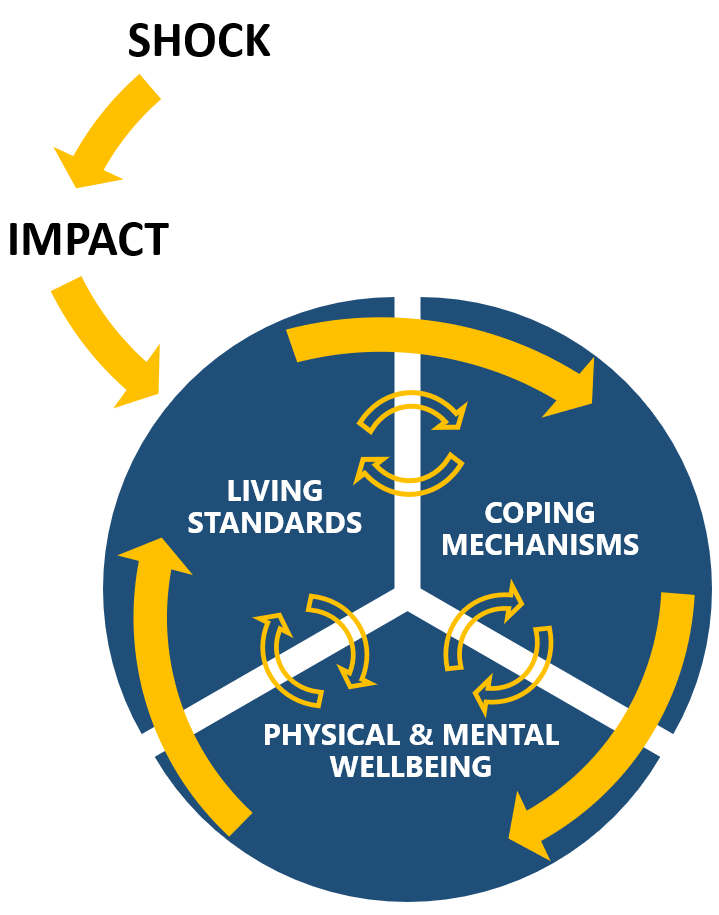 SHOCK
IMPACT
LIVING
STANDARDS
COPING
MECHANISMS
PHYSICAL & MENTAL
WELLBEING